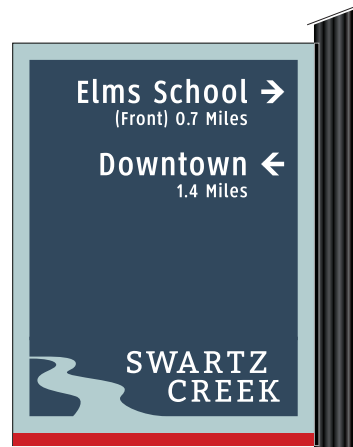 Elms School →
(Front) 0.7 Miles
Downtown ←
1.4 Miles
SWARTZ
CREEK